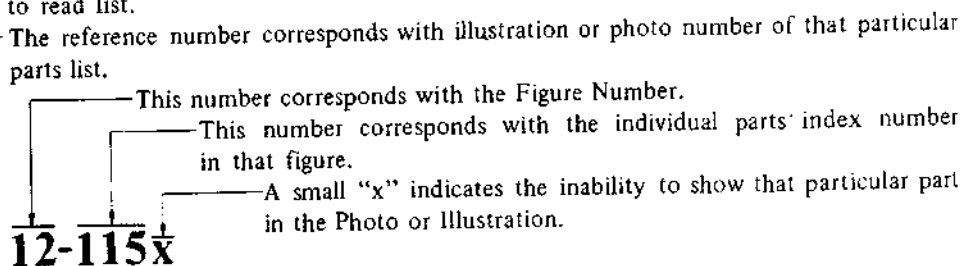 to read list.
The reference number corresponds with illustration or photo number of that particular
parts list.
This number corresponds with the Figure Number.
This number corresponds with the individual parts' index number
in that figure.
A small “x” indicates the inability to show that particular part
in the Photo or Illustration.
12-115x